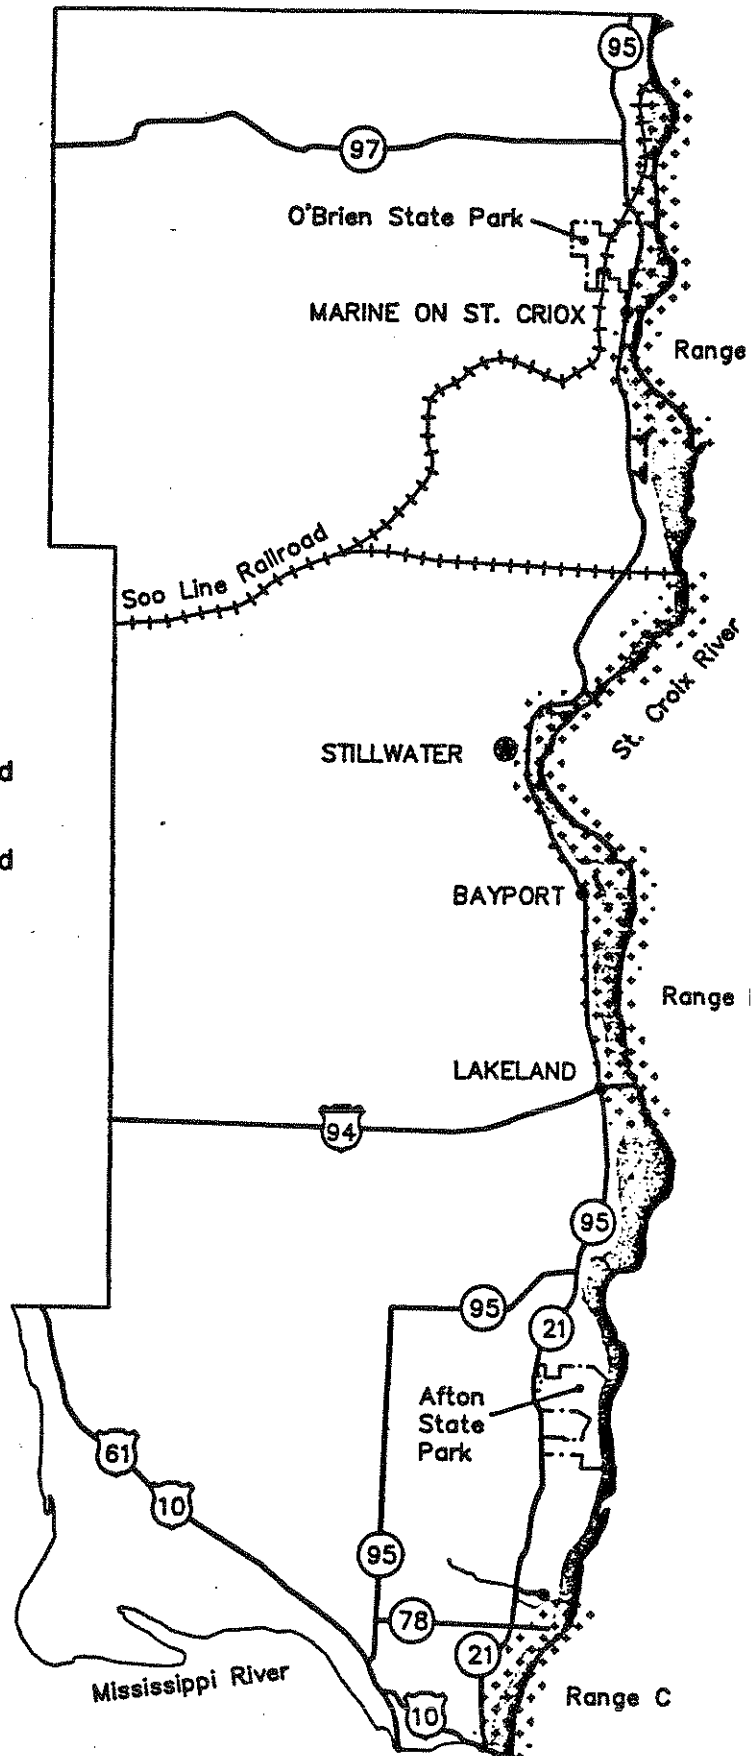 95
97
O'Brien State Park
MARINE ON ST. CRIOX
Range
Soo Line Railroad
St. Croix River
STILLWATER
d
d
BAYPORT
Range
LAKELAND
94
95
95
21
Afton
State
Park
61
10
95
78
21
Mississippi River
Range C
10